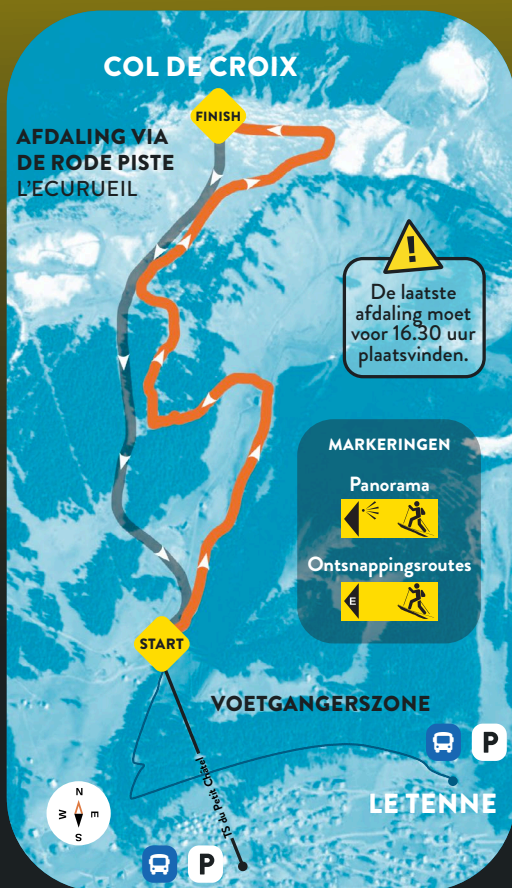 COL DE CROIX
FINISH
AFDALING VIA
DE RODE PISTE
L'ECURUEIL
!
De laatste
afdaling moet
voor 16.30 uur
plaatsvinden.
MARKERINGEN
Panorama
Ontsnappingsroutes
E
START
VOETGANGERSZONE
P
LE TENNE
TS du Petit Châtel
N
W E
S
P